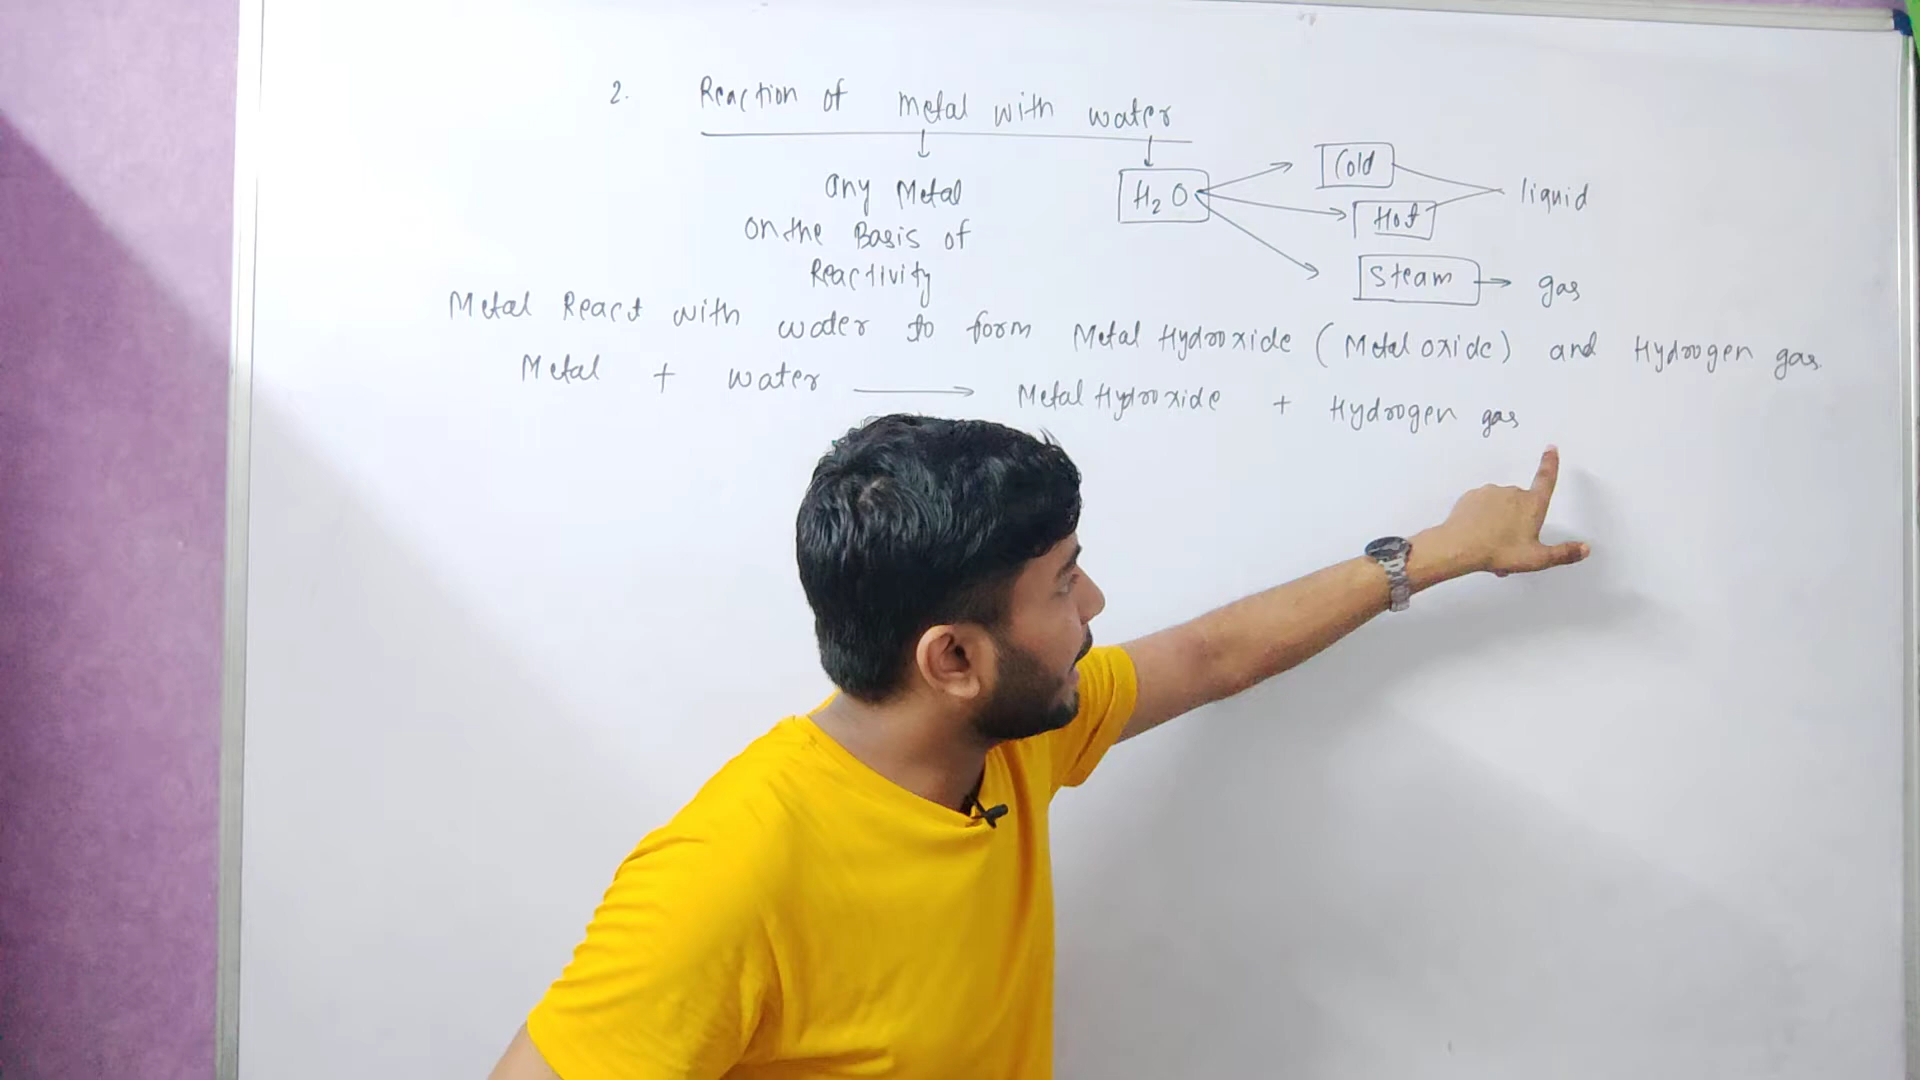 2. Reaction of metal with water
any Metal
on the Basis of
Reactivity
H₂O
Cold
Hot
liquid
Steam
gas
Metal React with water to form Metal Hydroxide (Metal oxide) and Hydrogen gas.
Metal + water → Metal Hydroxide + Hydrogen gas